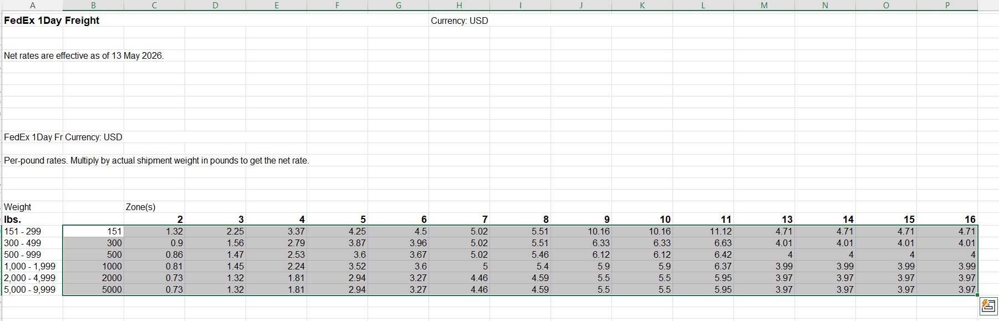 A B C D E F G H I J K L M N O P
FedEx 1Day Freight Currency: USD
Net rates are effective as of 13 May 2026.
FedEx 1Day Fr Currency: USD
Per-pound rates. Multiply by actual shipment weight in pounds to get the net rate.
Weight Zone(s)
lbs. 2 3 4 5 6 7 8 9 10 11 13 14 15 16
151 - 299 151 1.32 2.25 3.37 4.25 4.5 5.02 5.51 10.16 10.16 11.12 4.71 4.71 4.71 4.71
300 - 499 300 0.9 1.56 2.79 3.87 3.96 5.02 5.51 6.33 6.33 6.63 4.01 4.01 4.01 4.01
500 - 999 500 0.86 1.47 2.53 3.6 3.67 5.02 5.46 6.12 6.12 6.42 4 4 4 4
1,000 - 1,999 1000 0.81 1.45 2.24 3.52 3.6 5 5.4 5.9 5.9 6.37 3.99 3.99 3.99 3.99
2,000 - 4,999 2000 0.73 1.32 1.81 2.94 3.27 4.46 4.59 5.5 5.5 5.95 3.97 3.97 3.97 3.97
5,000 - 9,999 5000 0.73 1.32 1.81 2.94 3.27 4.46 4.59 5.5 5.5 5.95 3.97 3.97 3.97 3.97